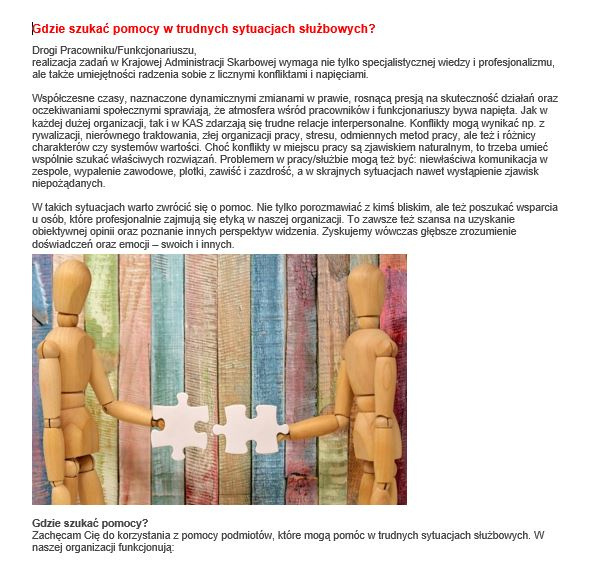 Gdzie szukać pomocy w trudnych sytuacjach służbowych?
Drogi Pracowniku/Funkcjonariuszu,
realizacja zadań w Krajowej Administracji Skarbowej wymaga nie tylko specjalistycznej wiedzy i profesjonalizmu,
ale także umiejętności radzenia sobie z licznymi konfliktami i napięciami.
Współczesne czasy, naznaczone dynamicznymi zmianami w prawie, rosnącą presją na skuteczność działań oraz
oczekiwaniami społecznymi sprawiają, że atmosfera wśród pracowników i funkcjonariuszy bywa napięta. Jak w
każdej dużej organizacji, tak i w KAS zdarzają się trudne relacje interpersonalne. Konflikty mogą wynikać np. z
rywalizacji, nierównego traktowania, złej organizacji pracy, stresu, odmiennych metod pracy, ale też i różnicy
charakterów czy systemów wartości. Choć konflikty w miejscu pracy są zjawiskiem naturalnym, to trzeba umieć
wspólnie szukać właściwych rozwiązań. Problemem w pracy/służbie mogą też być: niewłaściwa komunikacja w
zespole, wypalenie zawodowe, plotki, zawiść i zazdrość, a w skrajnych sytuacjach nawet wystąpienie zjawisk
niepożądanych.
W takich sytuacjach warto zwrócić się o pomoc. Nie tylko porozmawiać z kimś bliskim, ale też poszukać wsparcia
u osób, które profesjonalnie zajmują się etyką w naszej organizacji. To zawsze też szansa na uzyskanie
obiektywnej opinii oraz poznanie innych perspektyw widzenia. Zyskujemy wówczas głębsze zrozumienie
doświadczeń oraz emocji – swoich i innych.
Gdzie szukać pomocy?
Zachęcam Cię do korzystania z pomocy podmiotów, które mogą pomóc w trudnych sytuacjach służbowych. W
naszej organizacji funkcjonują: